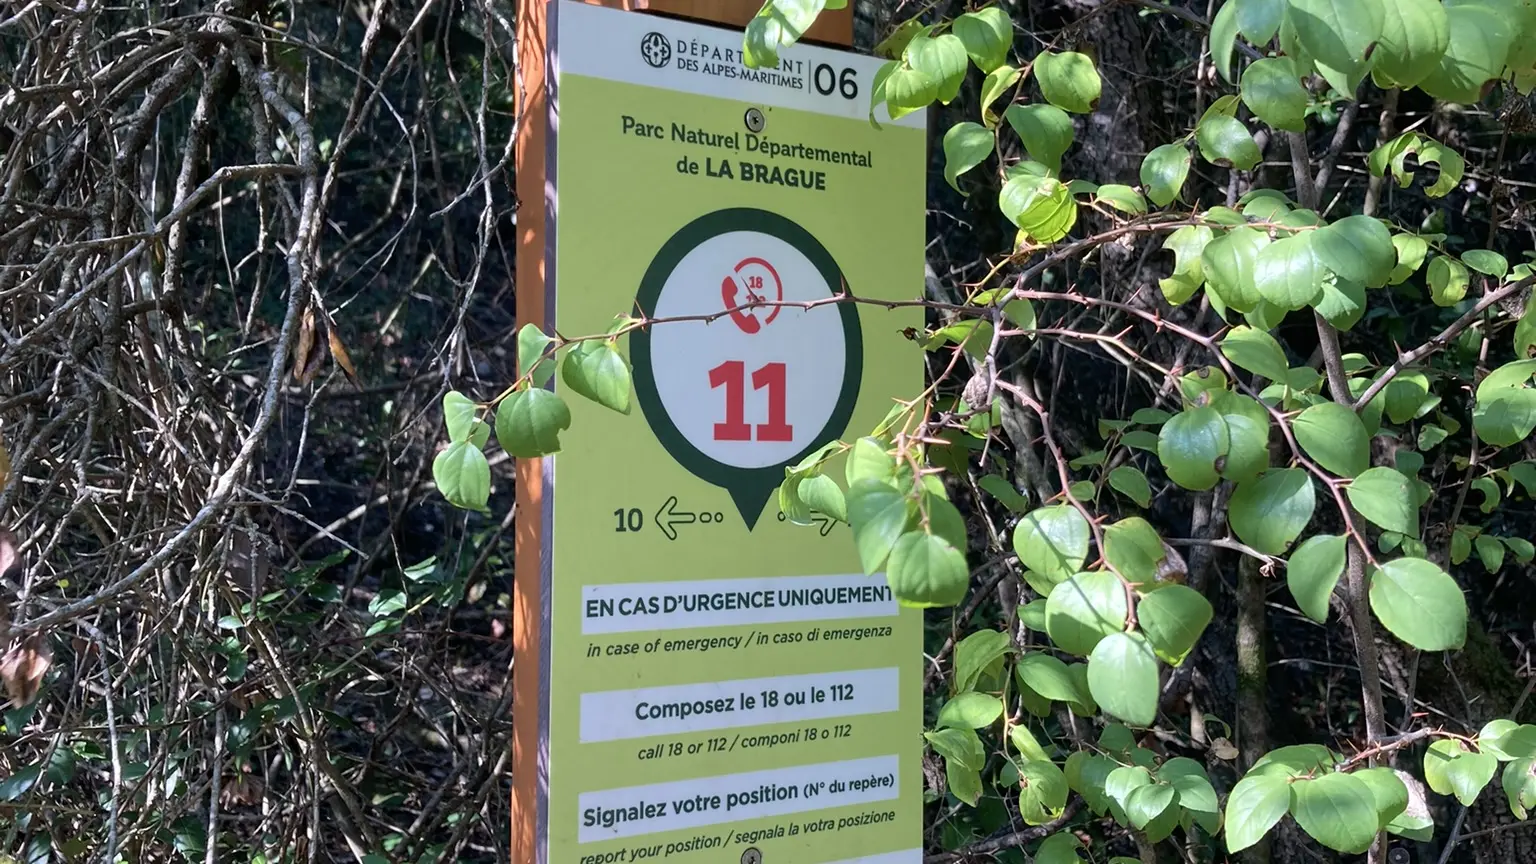 DÉPARTEMENT
DES ALPES-MARITIMES
06
Parc Naturel Départemental
de LA BRAGUE
18
11
10
EN CAS D'URGENCE UNIQUEMENT
in case of emergency / in caso di emergenza
Composez le 18 ou le 112
call 18 or 112 / componi 18 o 112
Signalez votre position (N° du repère)
report your position / segnala la votra posizione